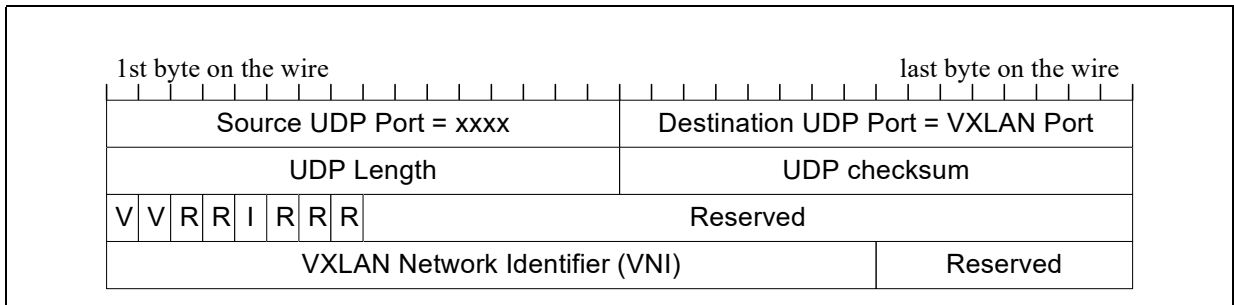 1st byte on the wire last byte on the wire
Source UDP Port = xxxx Destination UDP Port = VXLAN Port
UDP Length UDP checksum
V V R R I R R R Reserved
VXLAN Network Identifier (VNI) Reserved